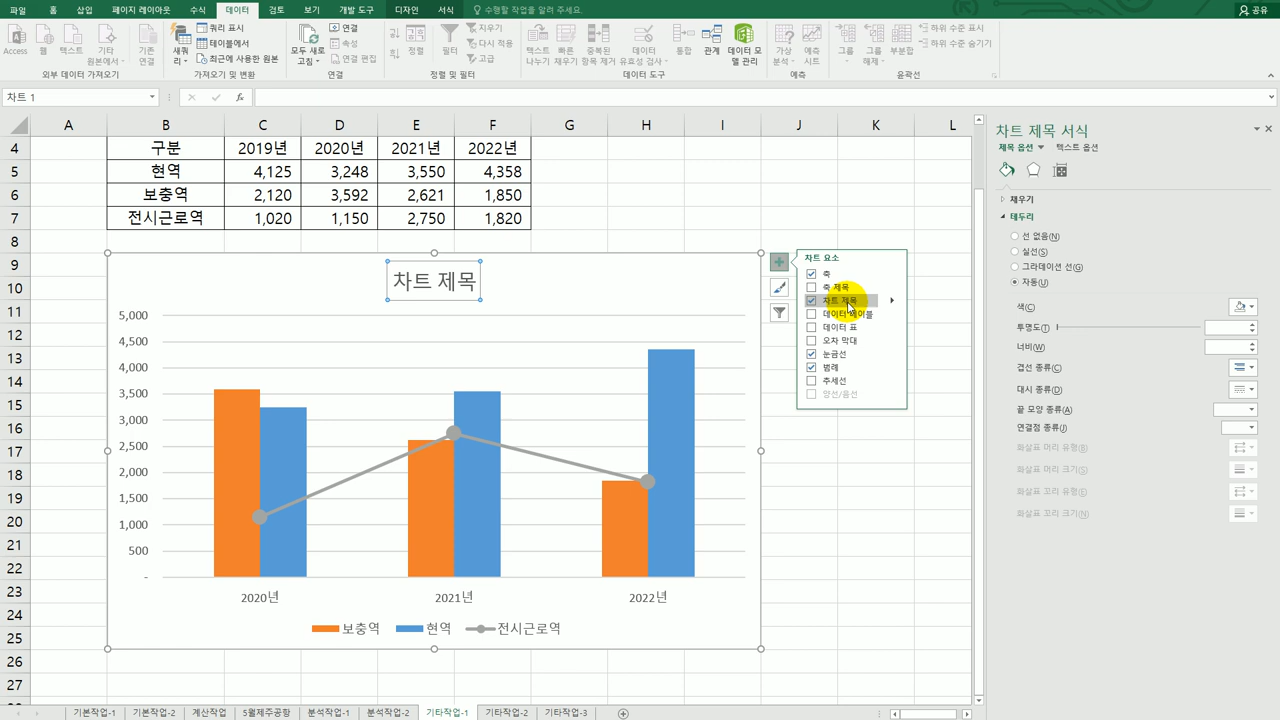 파일 홈 삽입 페이지 레이아웃 수식 데이터 검토 보기 개발 도구 디자인 서식 수행할 작업을 알려 주세요. 공유
Access 웹 텍스트 기타 원본에서 기존 연결 새 쿼리 쿼리 표시 테이블에서 최근에 사용한 원본 모두 새로 고침 연결 속성 연결 편집 정렬 필터 지우기 다시 적용 고급 텍스트 나누기 빠른 채우기 중복된 항목 제거 데이터 유효성 검사 통합 관계 데이터 모델 관리 가상 분석 예측 시트 그룹 그룹 해제 부분합 하위 수준 표시 하위 수준 숨기기
외부 데이터 가져오기 가져오기 및 변환 연결 정렬 및 필터 데이터 도구 예측 윤곽선
차트 1 fx
A B C D E F G H I J K L
4 구분 2019년 2020년 2021년 2022년
5 현역 4,125 3,248 3,550 4,358
6 보충역 2,120 3,592 2,621 1,850
7 전시근로역 1,020 1,150 2,750 1,820
8
9
10
11
12
13
14
15
16
17
18
19
20
21
22
23
24
25
26
27
차트 제목
5,000
4,500
4,000
3,500
3,000
2,500
2,000
1,500
1,000
500
-
2020년 2021년 2022년
보충역 현역 전시근로역
차트 요소
축
축 제목
차트 제목
데이터 레이블
데이터 표
오차 막대
눈금선
범례
추세선
양선/음선
차트 제목 서식
제목 옵션 텍스트 옵션
채우기
테두리
선 없음(N)
실선(S)
그라데이션 선(G)
자동(U)
색(C)
투명도(T)
너비(W)
겹선 종류(C)
대시 종류(D)
끝 모양 종류(A)
연결점 종류(J)
화살표 머리 유형(B)
화살표 머리 크기(S)
화살표 꼬리 유형(E)
화살표 꼬리 크기(N)
기본작업-1 기본작업-2 계산작업 5월제주공항 분석작업-1 분석작업-2 기타작업-1 기타작업-2 기타작업-3